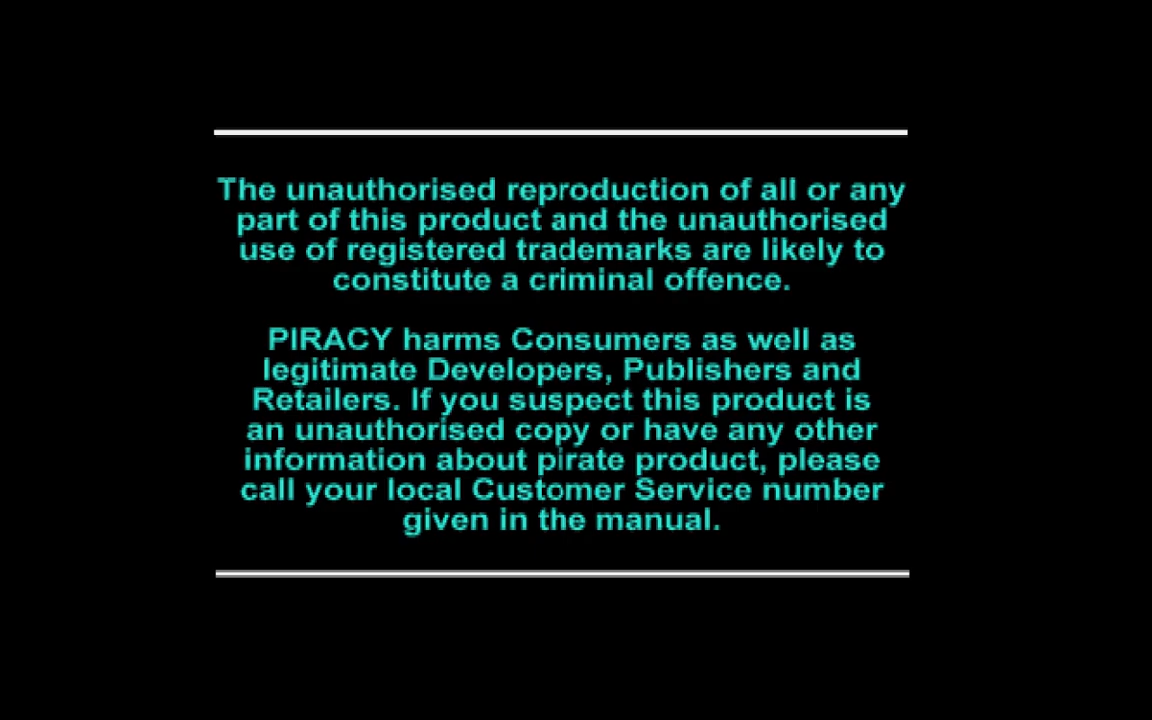 The unauthorised reproduction of all or any
part of this product and the unauthorised
use of registered trademarks are likely to
constitute a criminal offence.
PIRACY harms Consumers as well as
legitimate Developers, Publishers and
Retailers. If you suspect this product is
an unauthorised copy or have any other
information about pirate product, please
call your local Customer Service number
given in the manual.